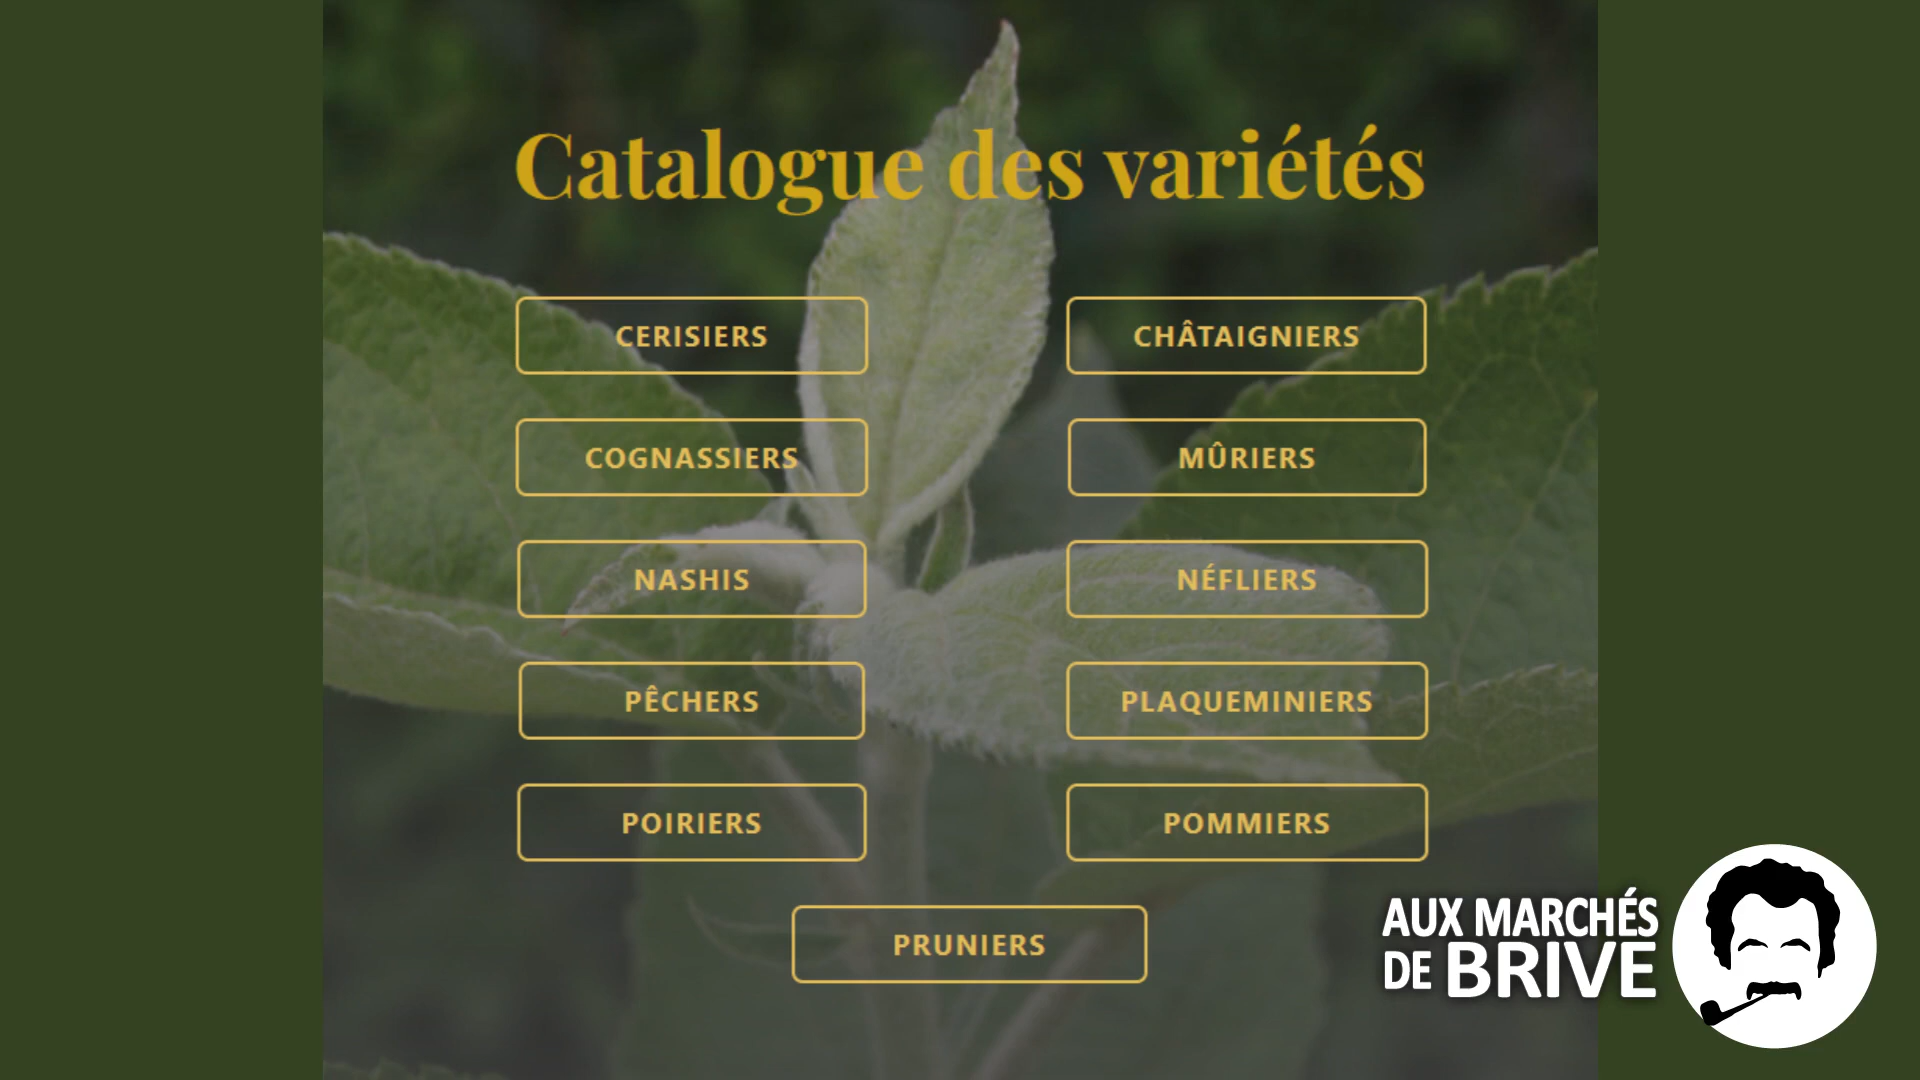 Catalogue des variétés
CERISIERS
CHÂTAIGNIERS
COGNASSIERS
MÛRIERS
NASHIS
NÉFLIERS
PÊCHERS
PLAQUEMINIERS
POIRIERS
POMMIERS
PRUNIERS
AUX MARCHÉS
DE BRIVE